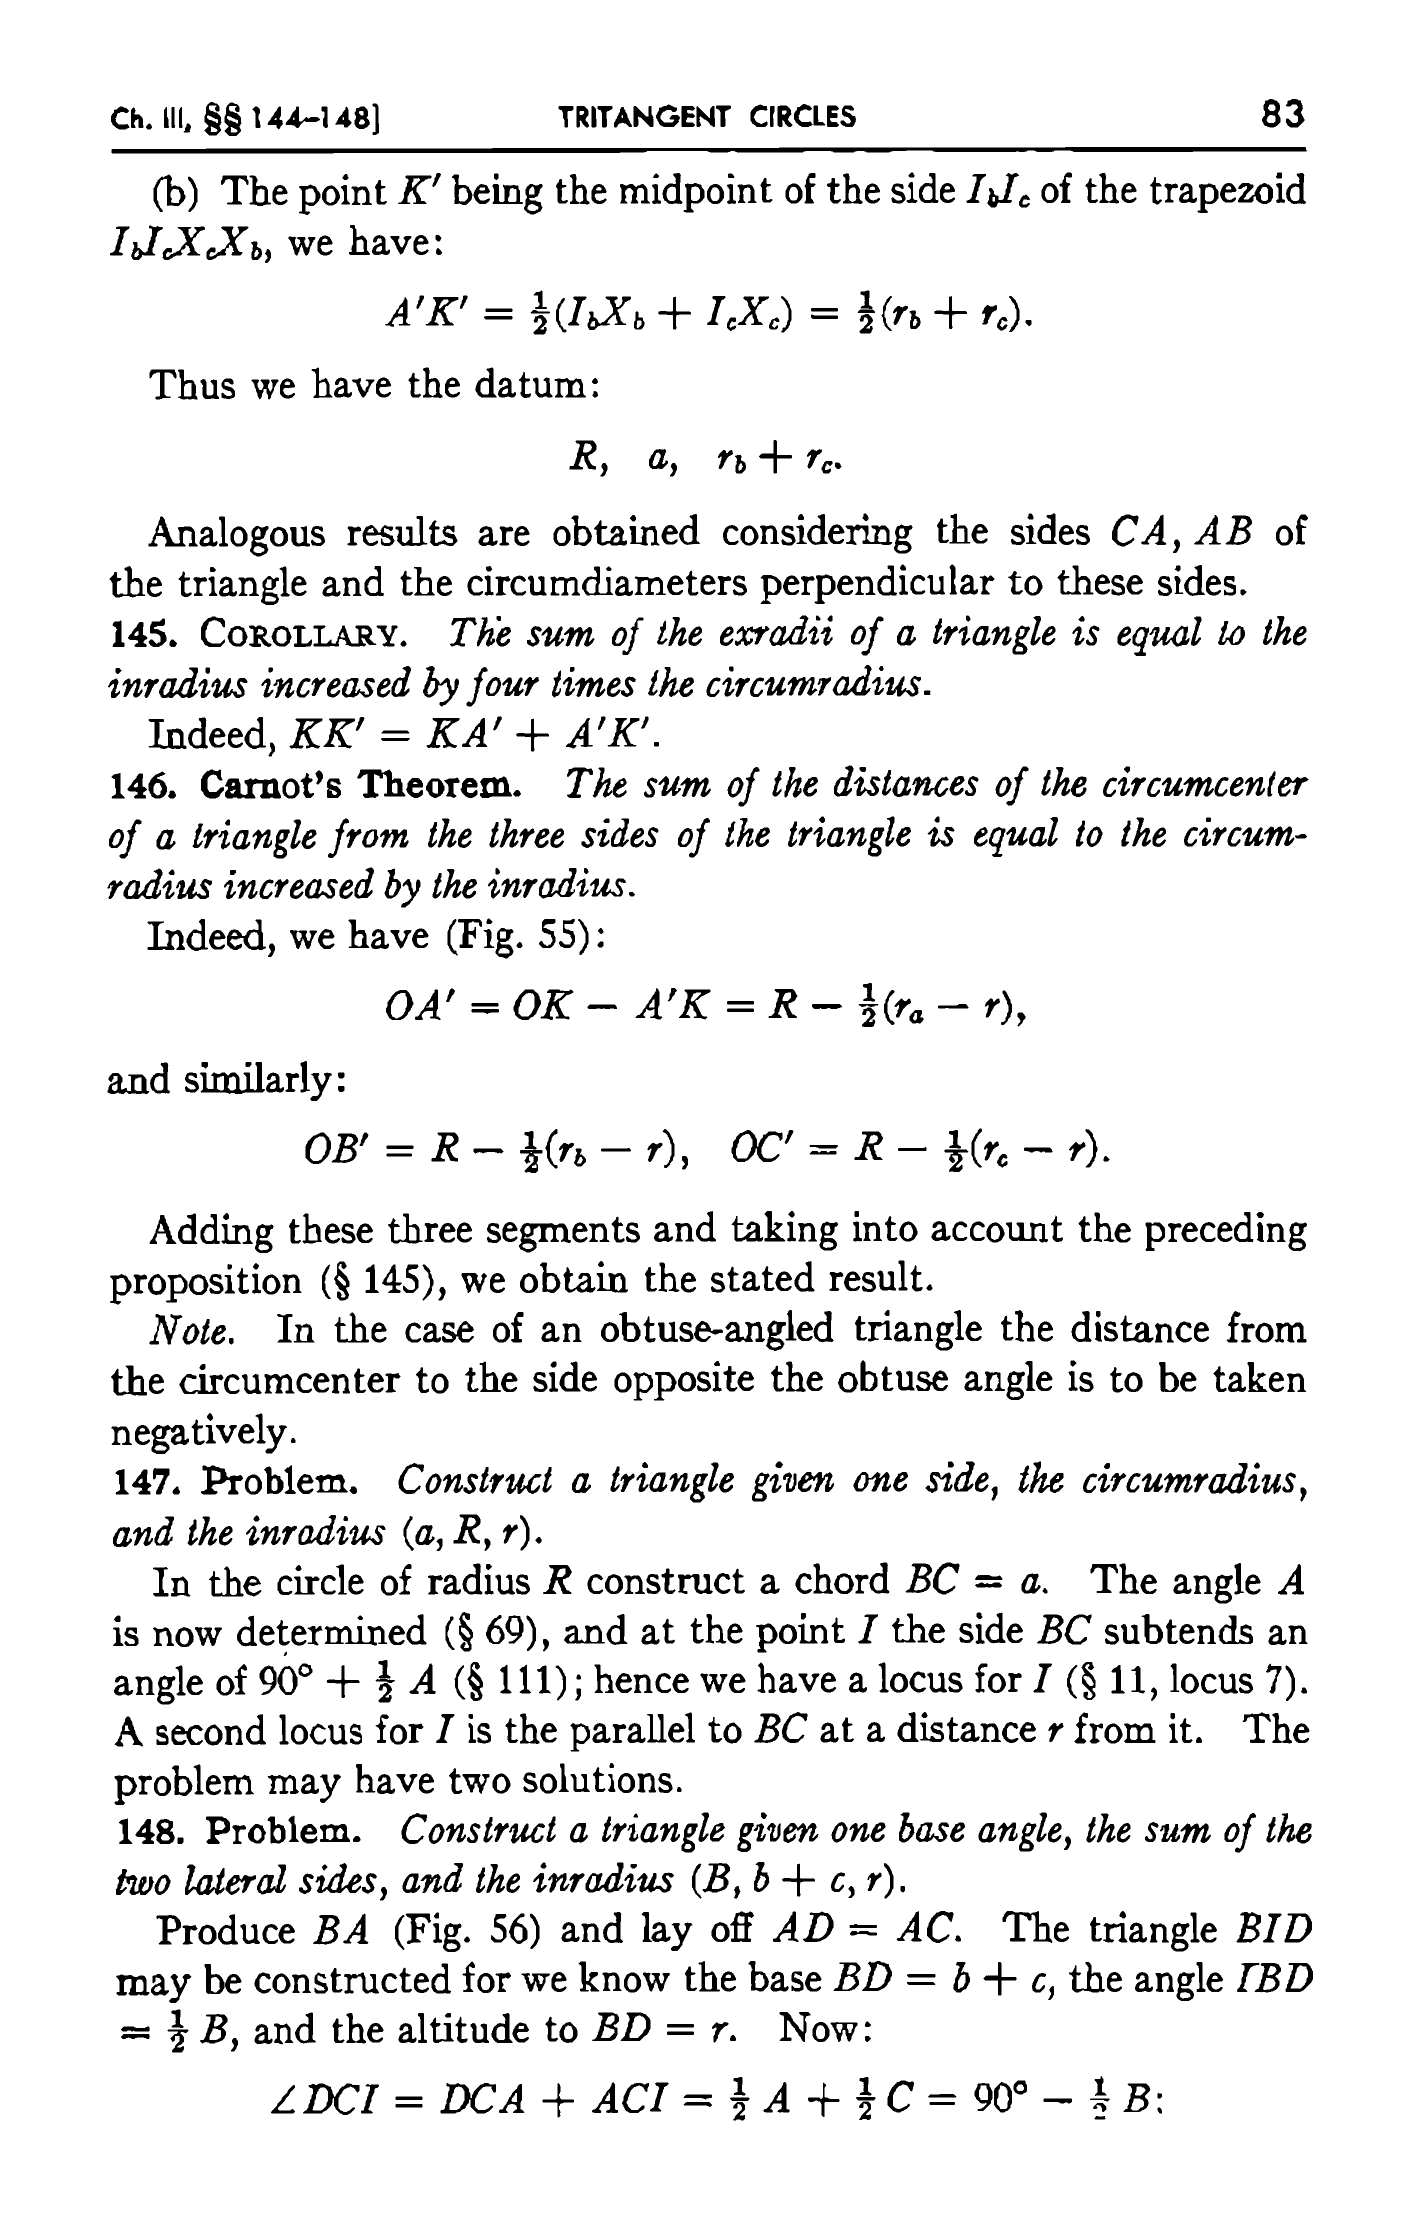 Ch. III, §§ 144–148] TRITANGENT CIRCLES 83
(b) The point K′ being the midpoint of the side I_bI_c of the trapezoid
I_bI_cX_cX_b, we have:
A′K′ = ½(I_bX_b + I_cX_c) = ½(r_b + r_c).
Thus we have the datum:
R, a, r_b + r_c.
Analogous results are obtained considering the sides CA, AB of
the triangle and the circumdiameters perpendicular to these sides.
145. COROLLARY. The sum of the exradii of a triangle is equal to the
inradius increased by four times the circumradius.
Indeed, KK′ = KA′ + A′K′.
146. Carnot's Theorem. The sum of the distances of the circumcenter
of a triangle from the three sides of the triangle is equal to the circum-
radius increased by the inradius.
Indeed, we have (Fig. 55):
OA′ = OK − A′K = R − ½(r_a − r),
and similarly:
OB′ = R − ½(r_b − r), OC′ = R − ½(r_c − r).
Adding these three segments and taking into account the preceding
proposition (§ 145), we obtain the stated result.
Note. In the case of an obtuse-angled triangle the distance from
the circumcenter to the side opposite the obtuse angle is to be taken
negatively.
147. Problem. Construct a triangle given one side, the circumradius,
and the inradius (a, R, r).
In the circle of radius R construct a chord BC = a. The angle A
is now determined (§ 69), and at the point I the side BC subtends an
angle of 90° + ½ A (§ 111); hence we have a locus for I (§ 11, locus 7).
A second locus for I is the parallel to BC at a distance r from it. The
problem may have two solutions.
148. Problem. Construct a triangle given one base angle, the sum of the
two lateral sides, and the inradius (B, b + c, r).
Produce BA (Fig. 56) and lay off AD = AC. The triangle BID
may be constructed for we know the base BD = b + c, the angle IBD
= ½ B, and the altitude to BD = r. Now:
∠DCI = DCA + ACI = ½ A + ½ C = 90° − ½ B: